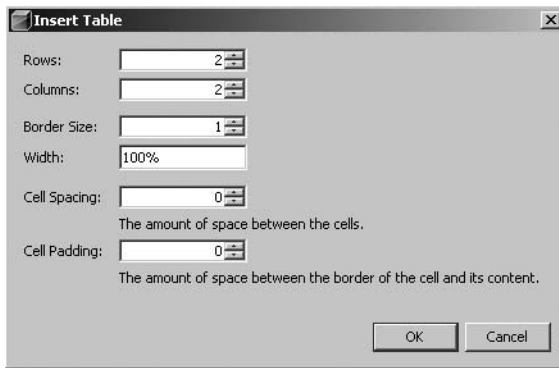 Insert Table
Rows: 2
Columns: 2
Border Size: 1
Width: 100%
Cell Spacing: 0
The amount of space between the cells.
Cell Padding: 0
The amount of space between the border of the cell and its content.
OK Cancel